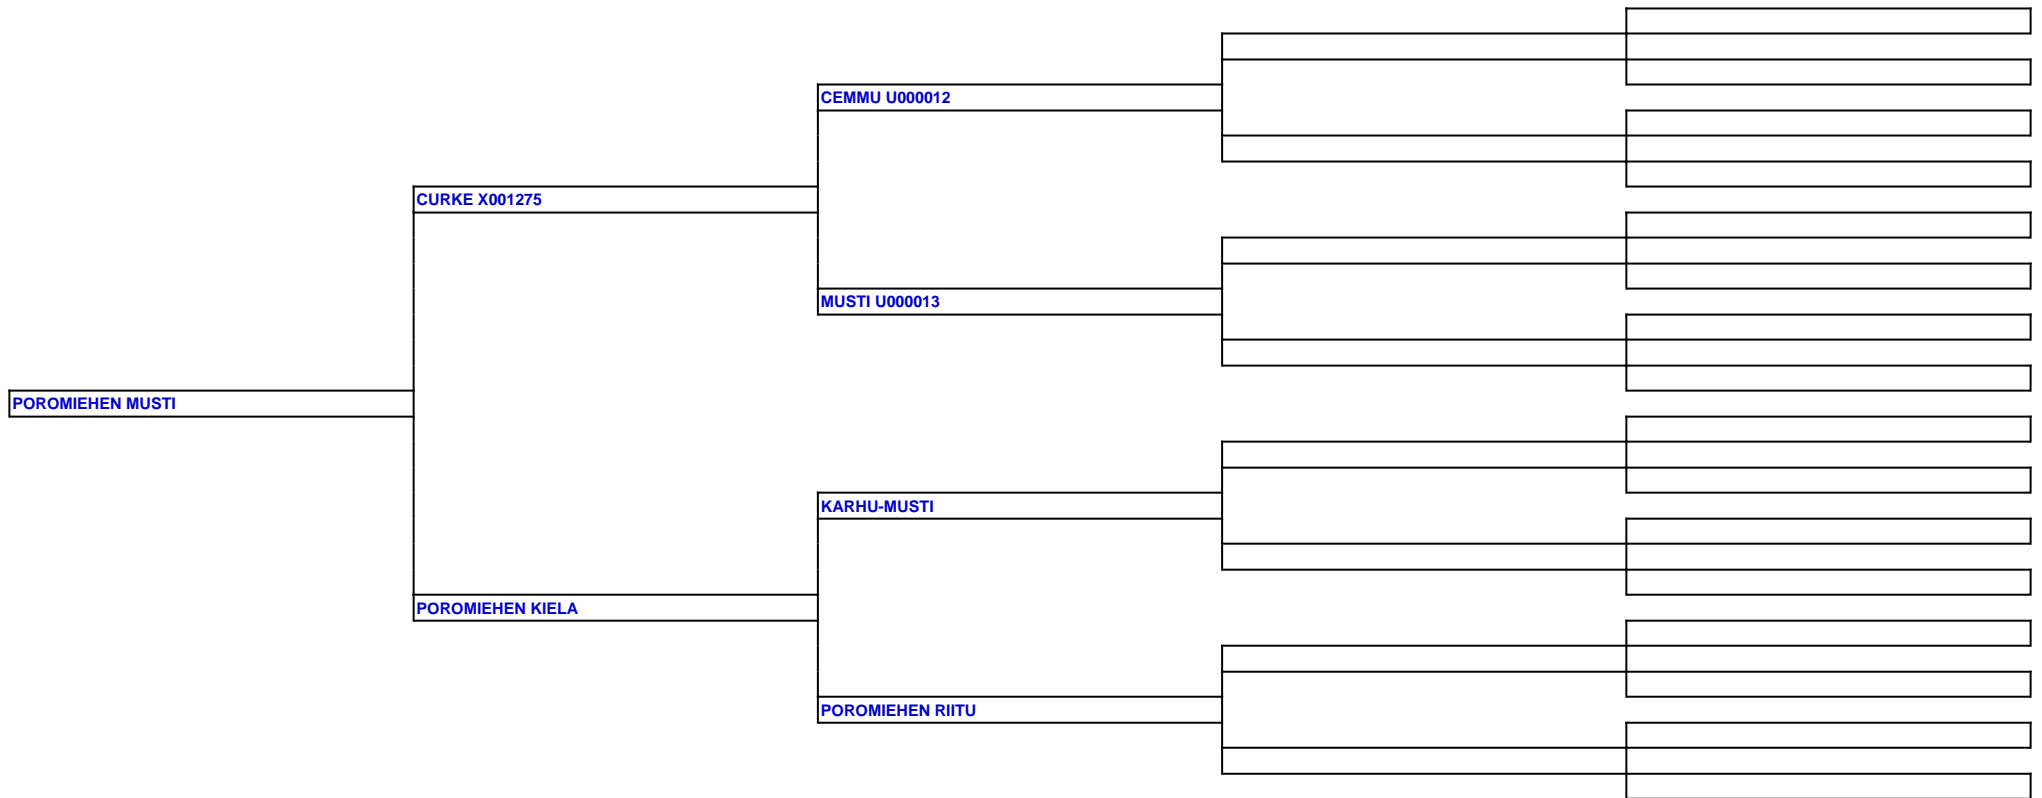 CEMMU U000012
CURKE X001275
MUSTI U000013
POROMIEHEN MUSTI
KARHU-MUSTI
POROMIEHEN KIELA
POROMIEHEN RIITU